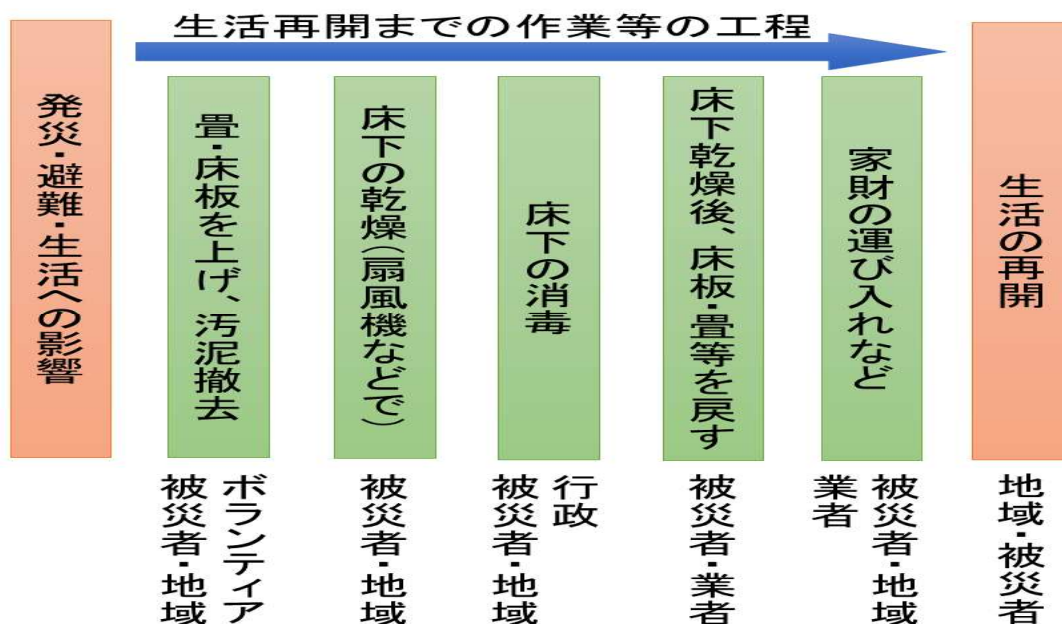 生活再開までの作業等の工程
発災・避難・生活への影響
畳・床板を上げ、汚泥撤去
床下の乾燥（扇風機などで）
床下の消毒
床下乾燥後、床板・畳等を戻す
家財の運び入れなど
生活の再開
ボランティア
被災者・地域
被災者・地域
行政
被災者・地域
被災者・業者
被災者・地域
業者
地域・被災者